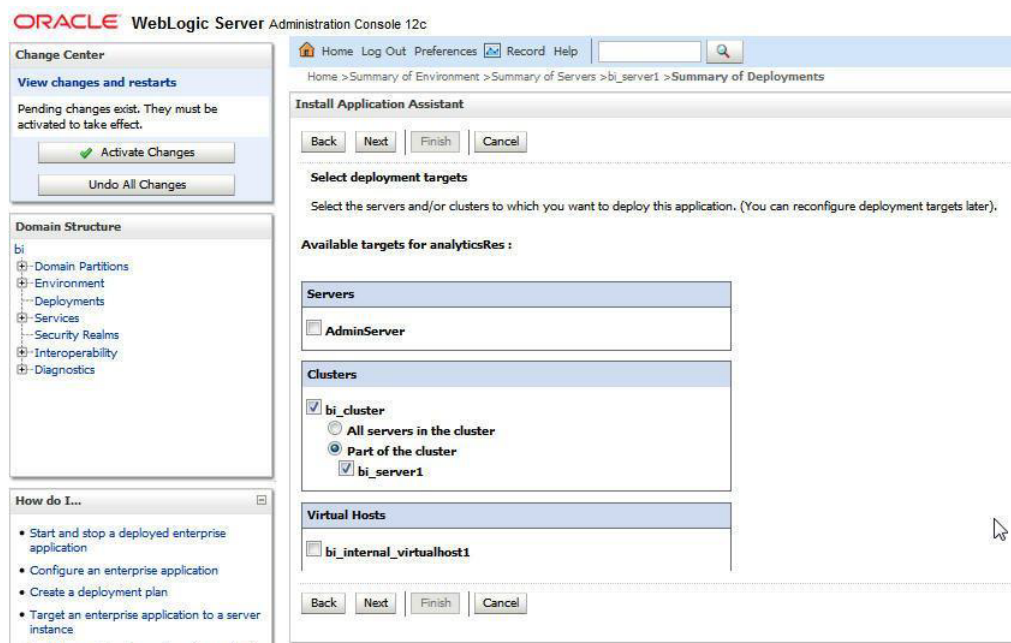 ORACLE WebLogic Server Administration Console 12c
Change Center
View changes and restarts
Pending changes exist. They must be
activated to take effect.
Activate Changes
Undo All Changes
Domain Structure
bi
Domain Partitions
Environment
Deployments
Services
Security Realms
Interoperability
Diagnostics
How do I...
Start and stop a deployed enterprise
application
Configure an enterprise application
Create a deployment plan
Target an enterprise application to a server
instance
Home Log Out Preferences Record Help
Home >Summary of Environment >Summary of Servers >bi_server1 >Summary of Deployments
Install Application Assistant
Back Next Finish Cancel
Select deployment targets
Select the servers and/or clusters to which you want to deploy this application. (You can reconfigure deployment targets later).
Available targets for analyticsRes :
Servers
AdminServer
Clusters
bi_cluster
All servers in the cluster
Part of the cluster
bi_server1
Virtual Hosts
bi_internal_virtualhost1
Back Next Finish Cancel